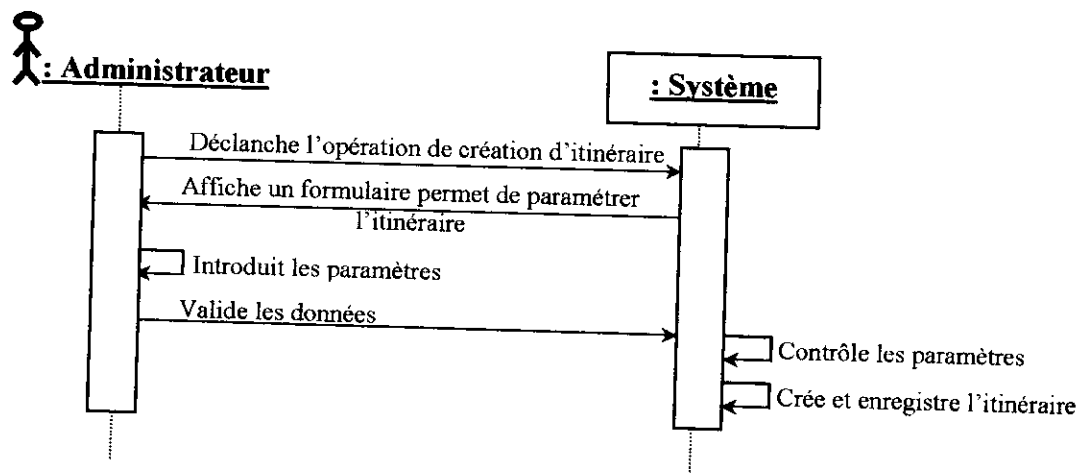 : Administrateur
: Système
Déclanche l'opération de création d'itinéraire
Affiche un formulaire permet de paramétrer
l'itinéraire
Introduit les paramètres
Valide les données
Contrôle les paramètres
Crée et enregistre l'itinéraire